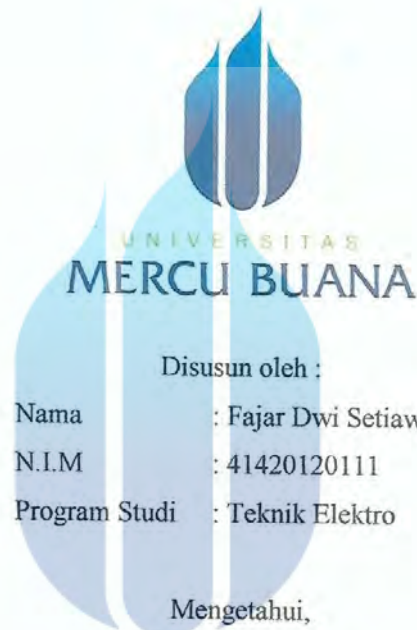 UNIVERSITAS
MERCU BUANA
Disusun oleh :
Nama : Fajar Dwi Setiaw
N.I.M : 41420120111
Program Studi : Teknik Elektro
Mengetahui,